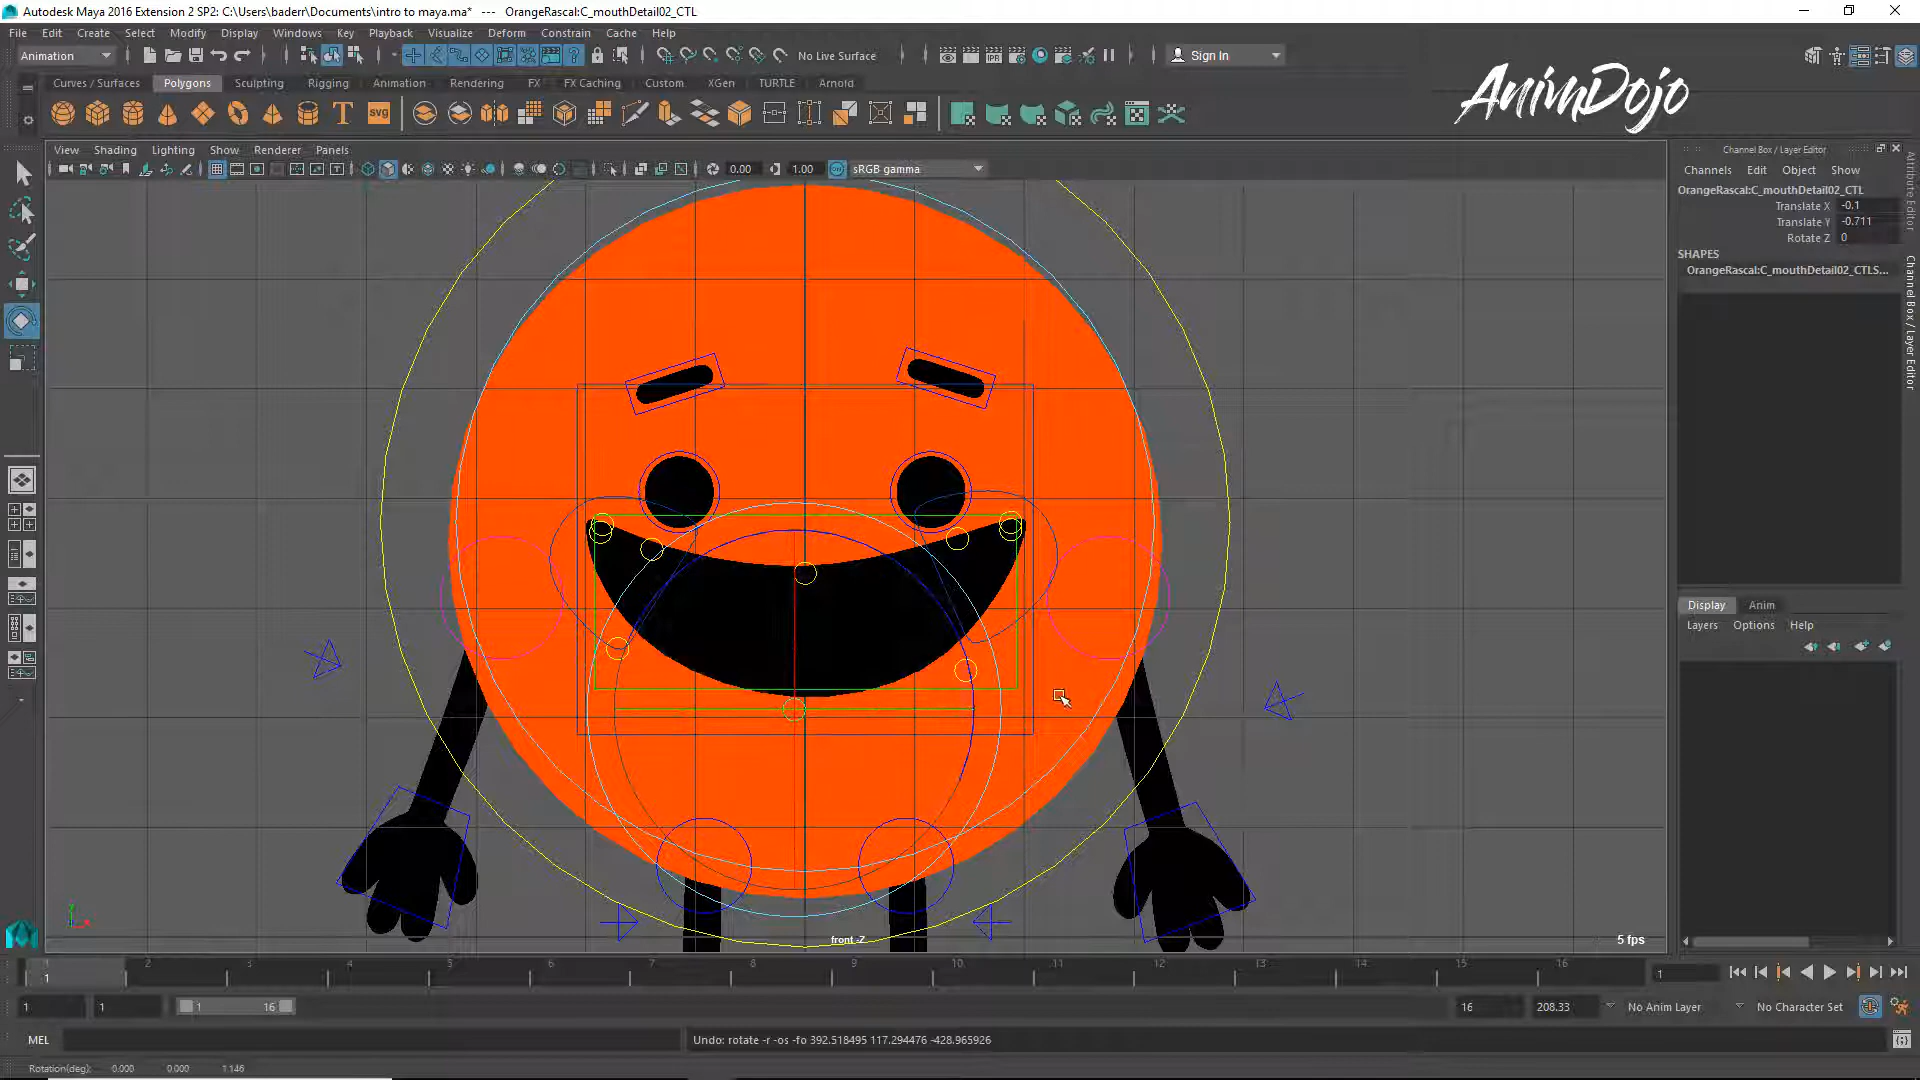 Autodesk Maya 2016 Extension 2 SP2: C:\Users\baderr\Documents\intro to maya.ma* --- OrangeRascal:C_mouthDetail02_CTL
File Edit Create Select Modify Display Windows Key Playback Visualize Deform Constrain Cache Help
Animation No Live Surface Sign In
Curves / Surfaces Polygons Sculpting Rigging Animation Rendering FX FX Caching Custom XGen TURTLE Arnold
AnimDojo
View Shading Lighting Show Renderer Panels
0.00 1.00 sRGB gamma
Channel Box / Layer Editor
Channels Edit Object Show
OrangeRascal:C_mouthDetail02_CTL
Translate X -0.1
Translate Y -0.711
Rotate Z 0
SHAPES
OrangeRascal:C_mouthDetail02_CTLS...
Attribute Editor
Channel Box / Layer Editor
Display Anim
Layers Options Help
front -Z
5 fps
1 2 3 4 5 6 7 8 9 10 11 12 13 14 15 16
1 1
1 1 1 16 16 208.33 No Anim Layer No Character Set
MEL Undo: rotate -r -os -fo 392.518495 117.294476 -428.965926
Rotation(deg): 0.000 0.000 1.146